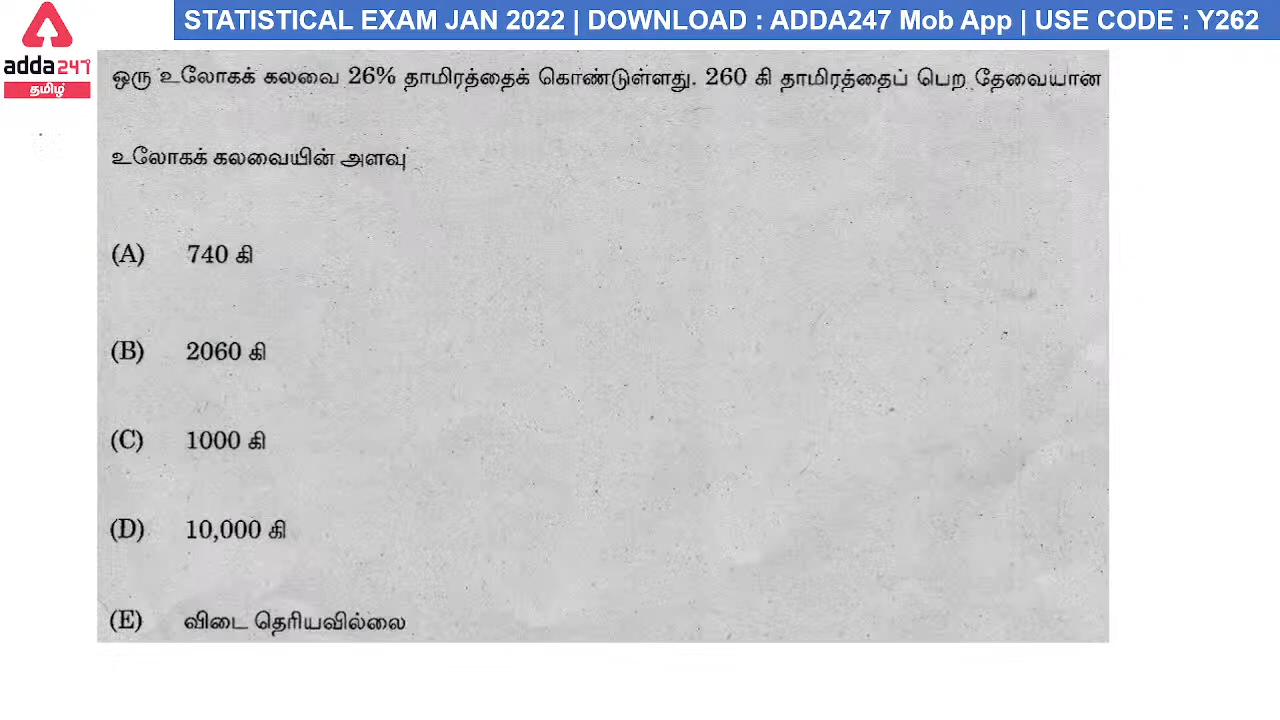 STATISTICAL EXAM JAN 2022 | DOWNLOAD : ADDA247 Mob App | USE CODE : Y262
adda247
தமிழ்
ஒரு உலோகக் கலவை 26% தாமிரத்தைக் கொண்டுள்ளது. 260 கி தாமிரத்தைப் பெற தேவையான
உலோகக் கலவையின் அளவு
(A) 740 கி
(B) 2060 கி
(C) 1000 கி
(D) 10,000 கி
(E) விடை தெரியவில்லை